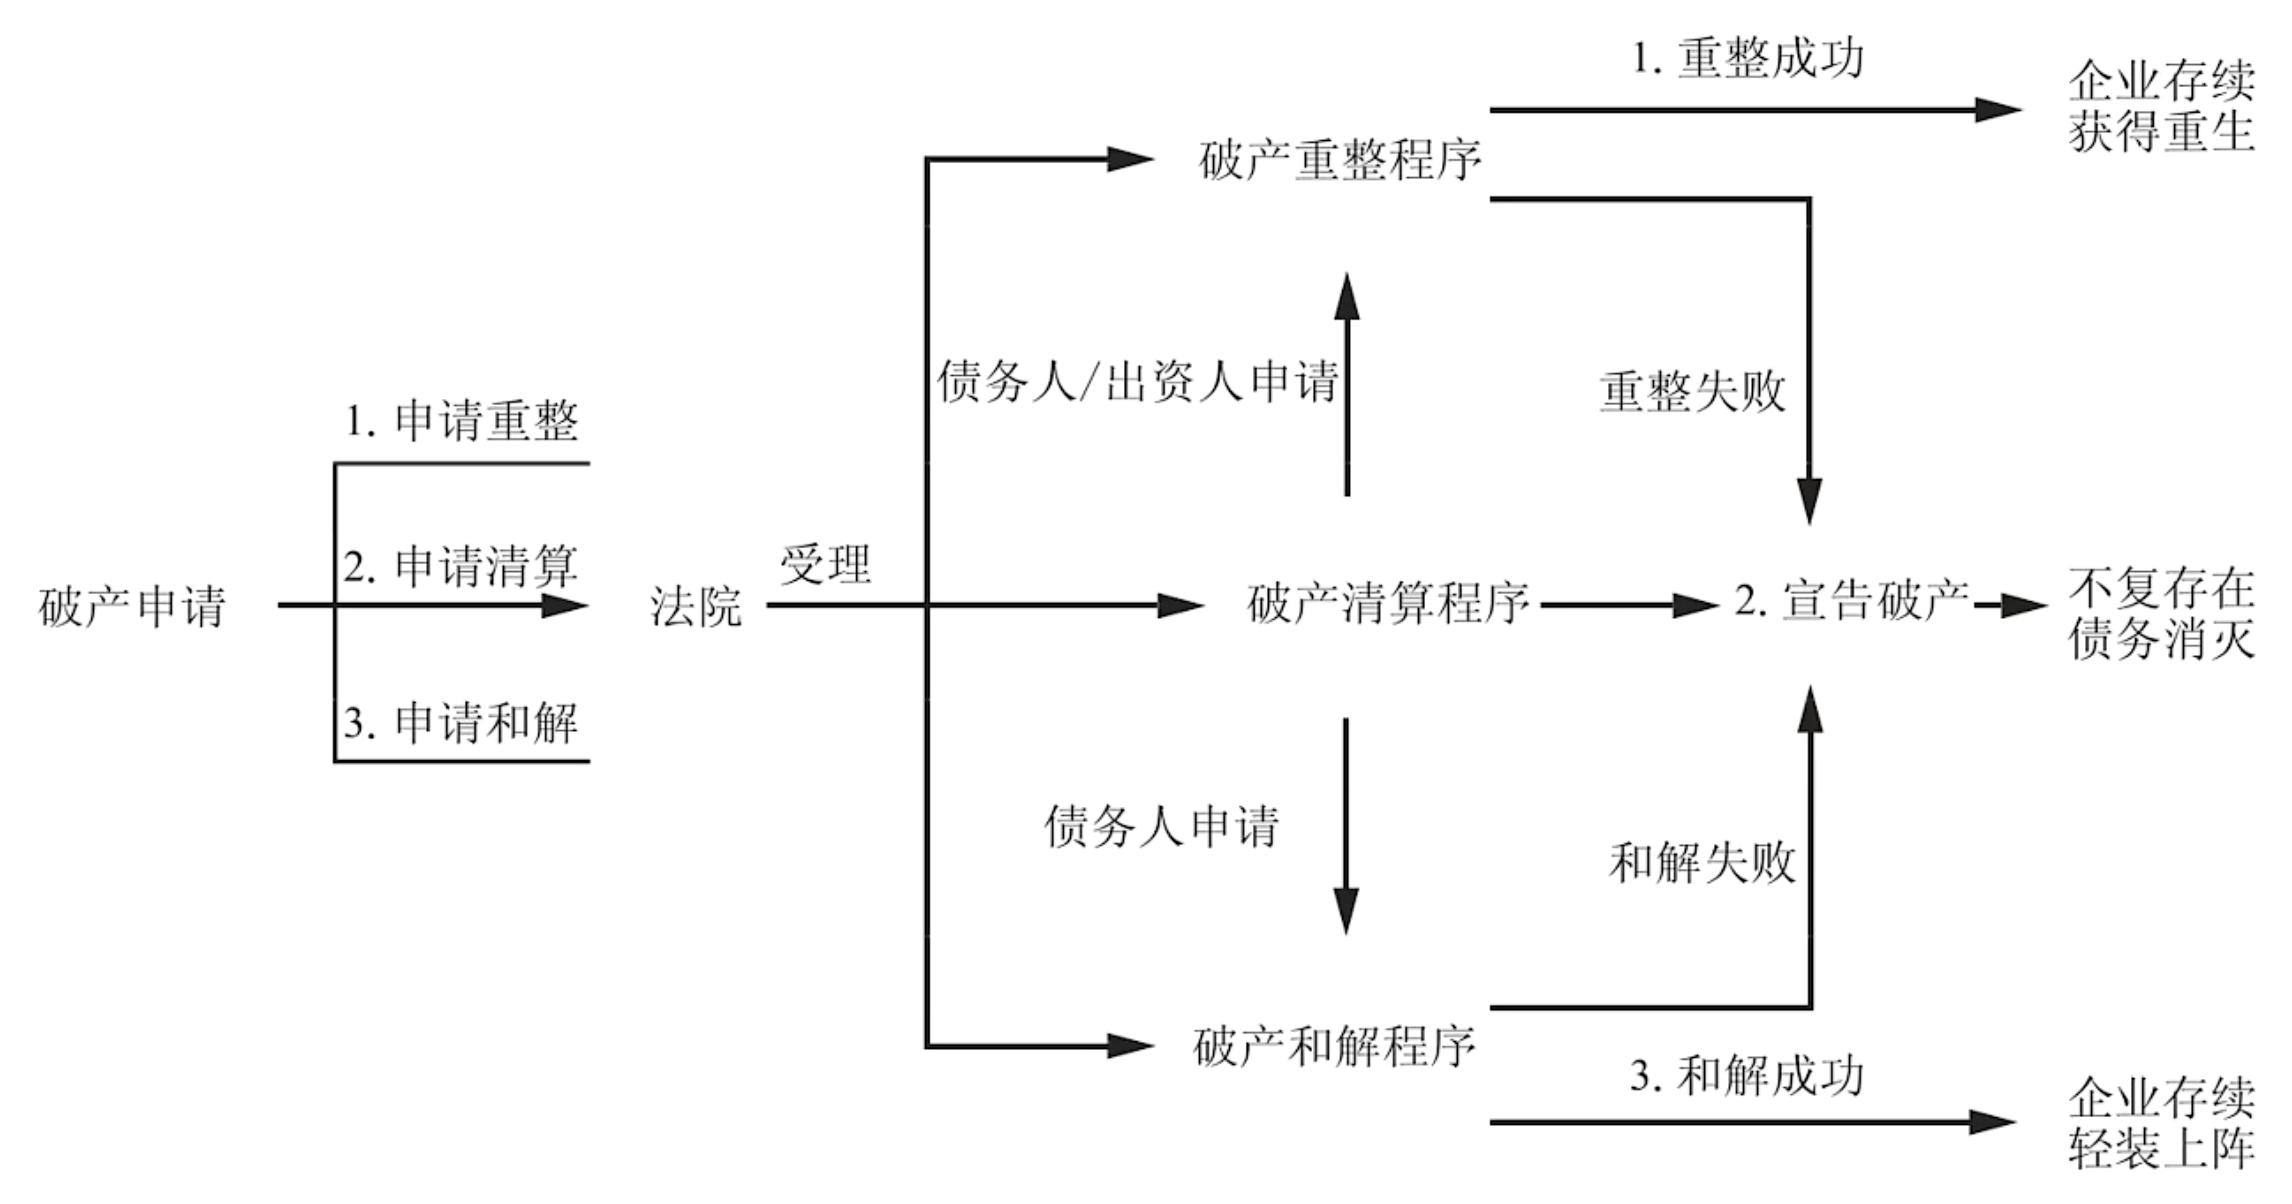 破产申请
1. 申请重整
2. 申请清算
3. 申请和解
法院
受理
破产重整程序
债务人/出资人申请
破产清算程序
债务人申请
破产和解程序
1. 重整成功
企业存续
获得重生
重整失败
2. 宣告破产
不复存在
债务消灭
和解失败
3. 和解成功
企业存续
轻装上阵